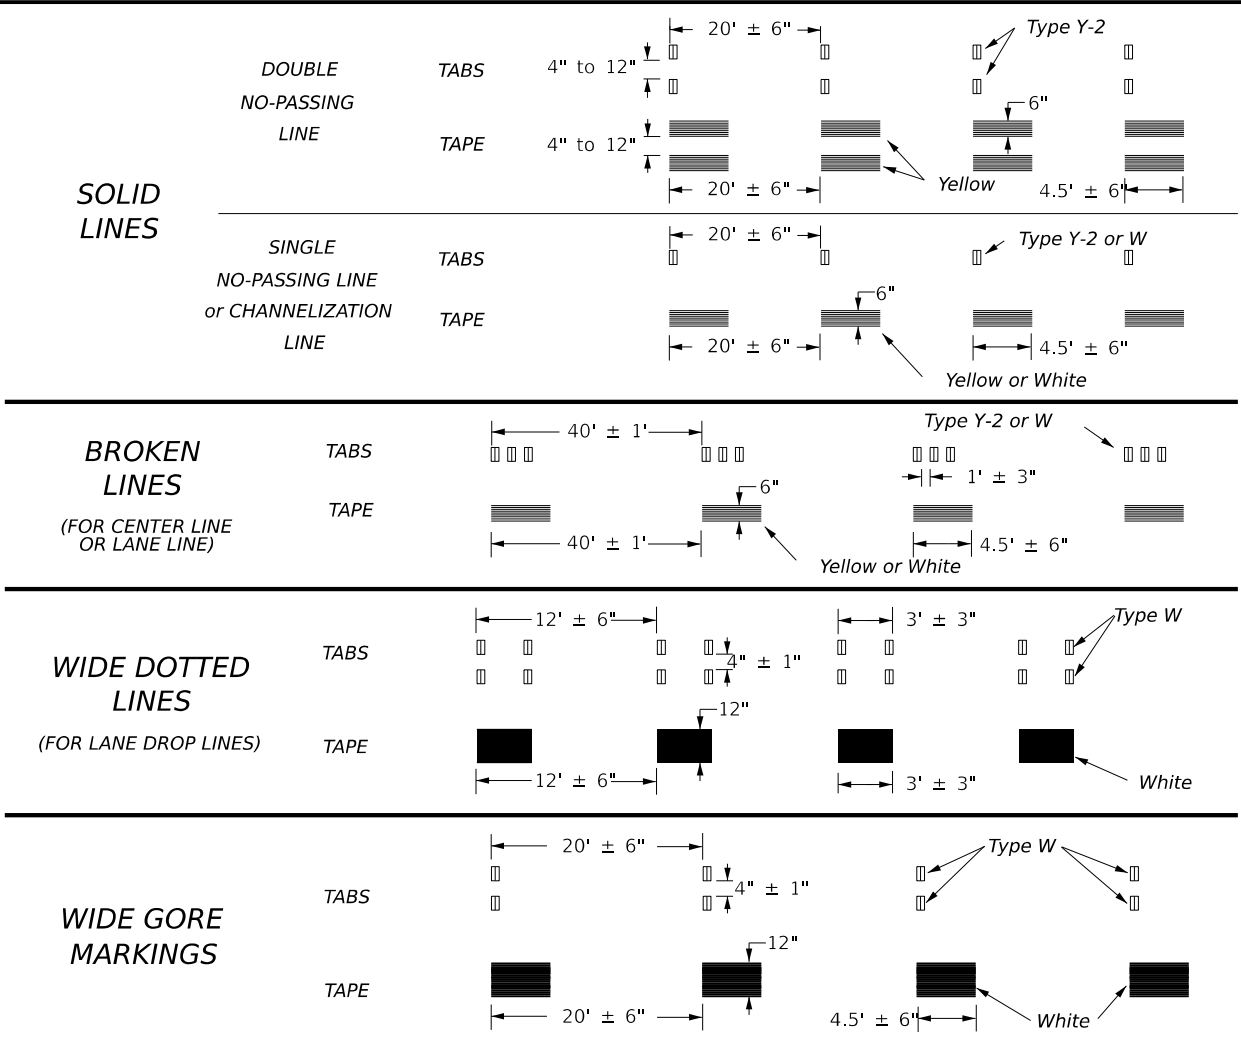 SOLID
LINES
DOUBLE
NO-PASSING
LINE
TABS
20' ± 6"
Type Y-2
4" to 12"
TAPE
4" to 12"
6"
Yellow
20' ± 6"
4.5' ± 6"
SINGLE
NO-PASSING LINE
or CHANNELIZATION
LINE
TABS
20' ± 6"
Type Y-2 or W
TAPE
6"
20' ± 6"
4.5' ± 6"
Yellow or White
BROKEN
LINES
(FOR CENTER LINE
OR LANE LINE)
TABS
40' ± 1'
Type Y-2 or W
1' ± 3"
TAPE
6"
40' ± 1'
4.5' ± 6"
Yellow or White
WIDE DOTTED
LINES
(FOR LANE DROP LINES)
TABS
12' ± 6"
3' ± 3"
Type W
4" ± 1"
TAPE
12"
12' ± 6"
3' ± 3"
White
WIDE GORE
MARKINGS
TABS
20' ± 6"
Type W
4" ± 1"
TAPE
12"
20' ± 6"
4.5' ± 6"
White